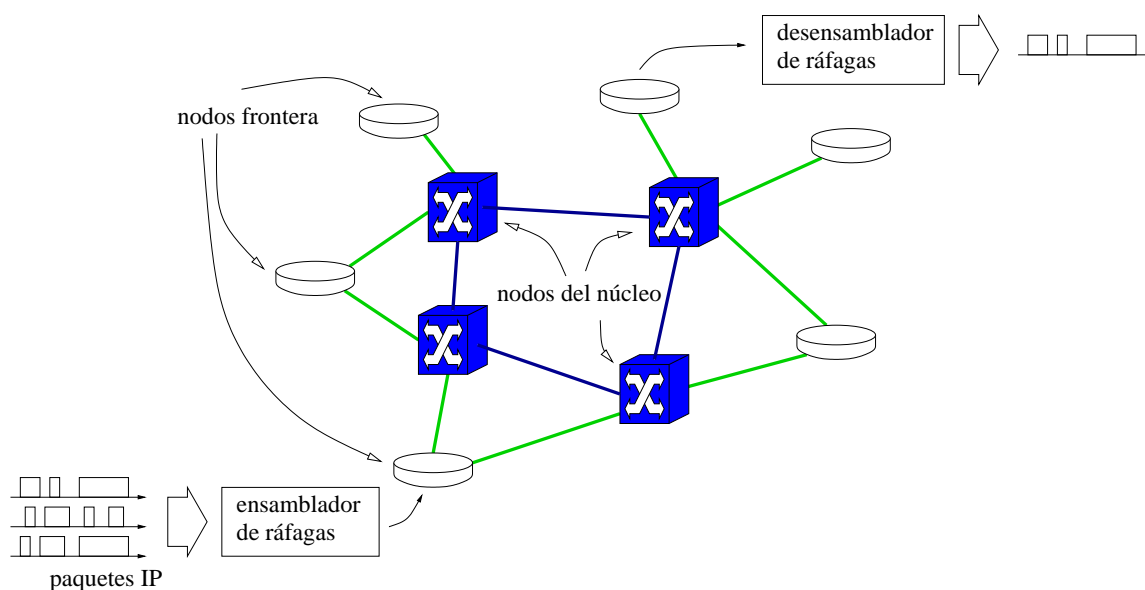 desensamblador
de ráfagas
nodos frontera
nodos del núcleo
ensamblador
de ráfagas
paquetes IP